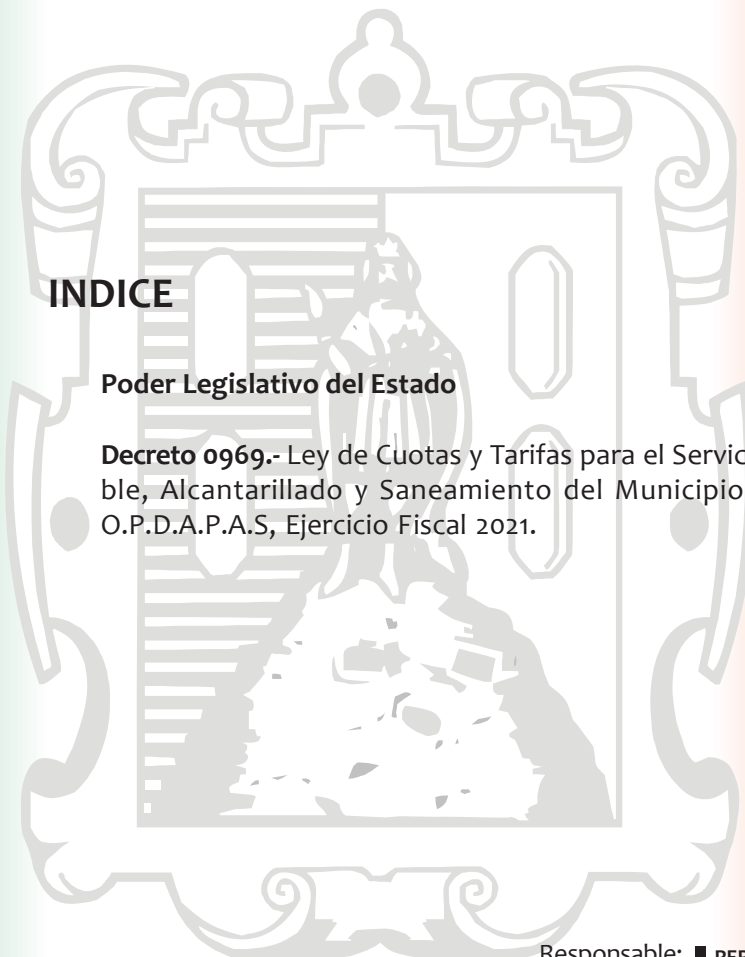 INDICE
Poder Legislativo del Estado
Decreto 0969.- Ley de Cuotas y Tarifas para el Servic
ble, Alcantarillado y Saneamiento del Municipio
O.P.D.A.P.A.S, Ejercicio Fiscal 2021.
Responsable: